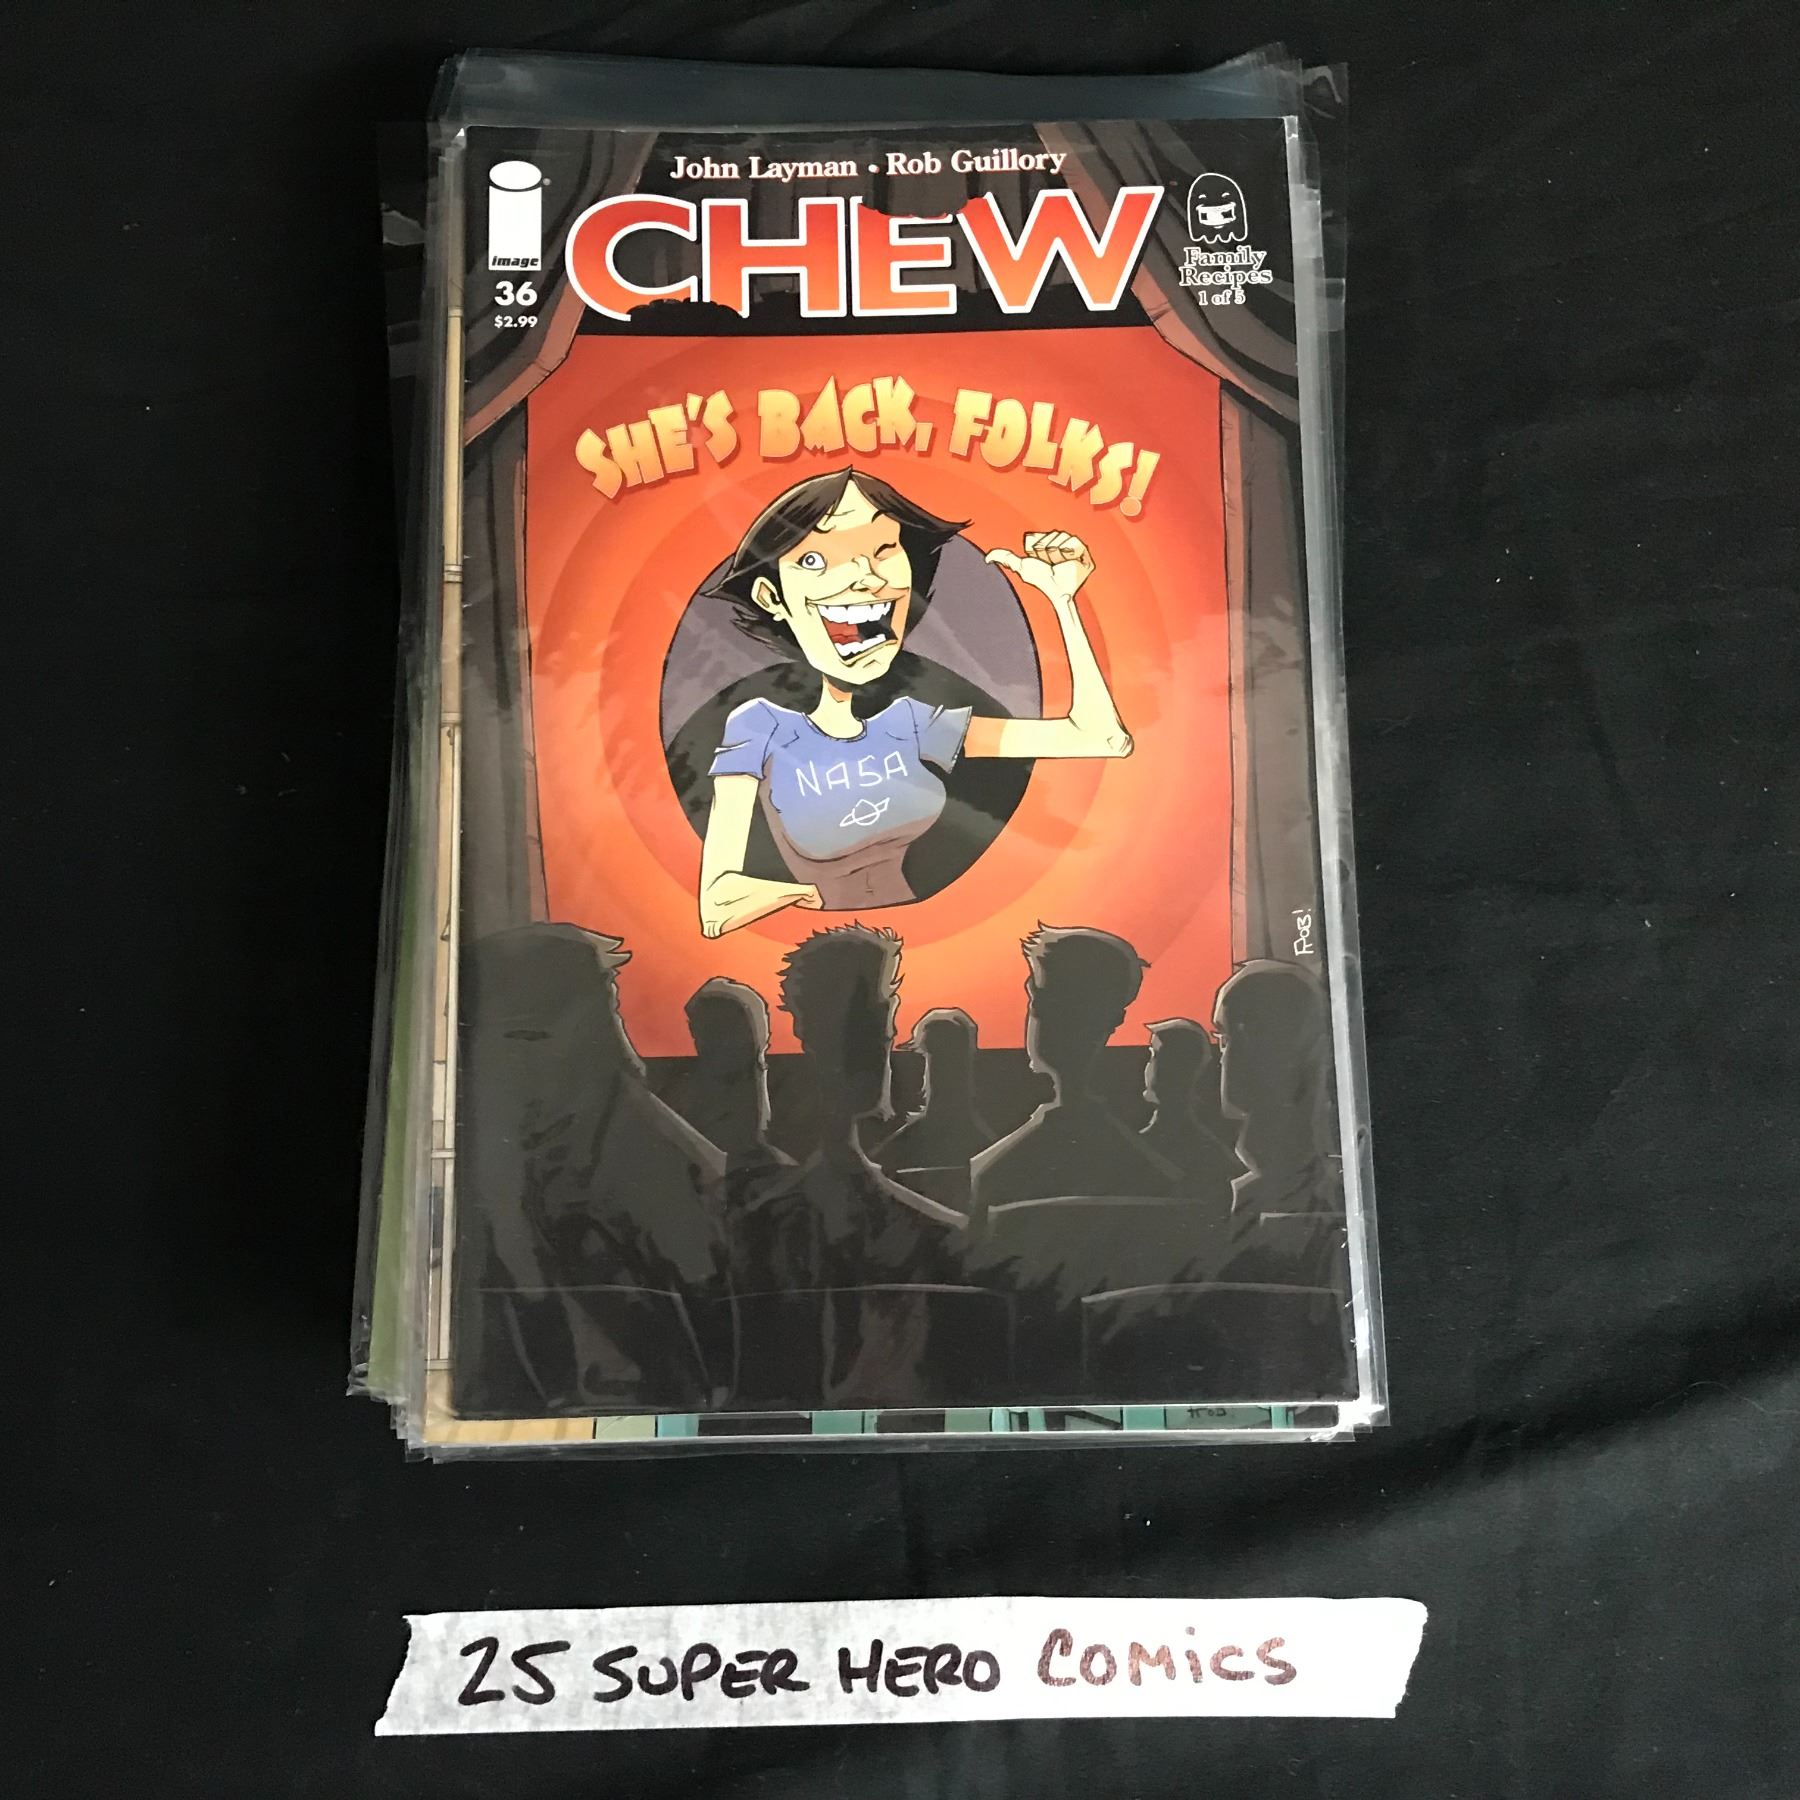 John Layman • Rob Guillory
CHEW
image
36
$2.99
Family
Recipes
1 of 5
SHE'S BACK, FOLKS!
NASA
ROB!
25 SUPER HERO COMiCS